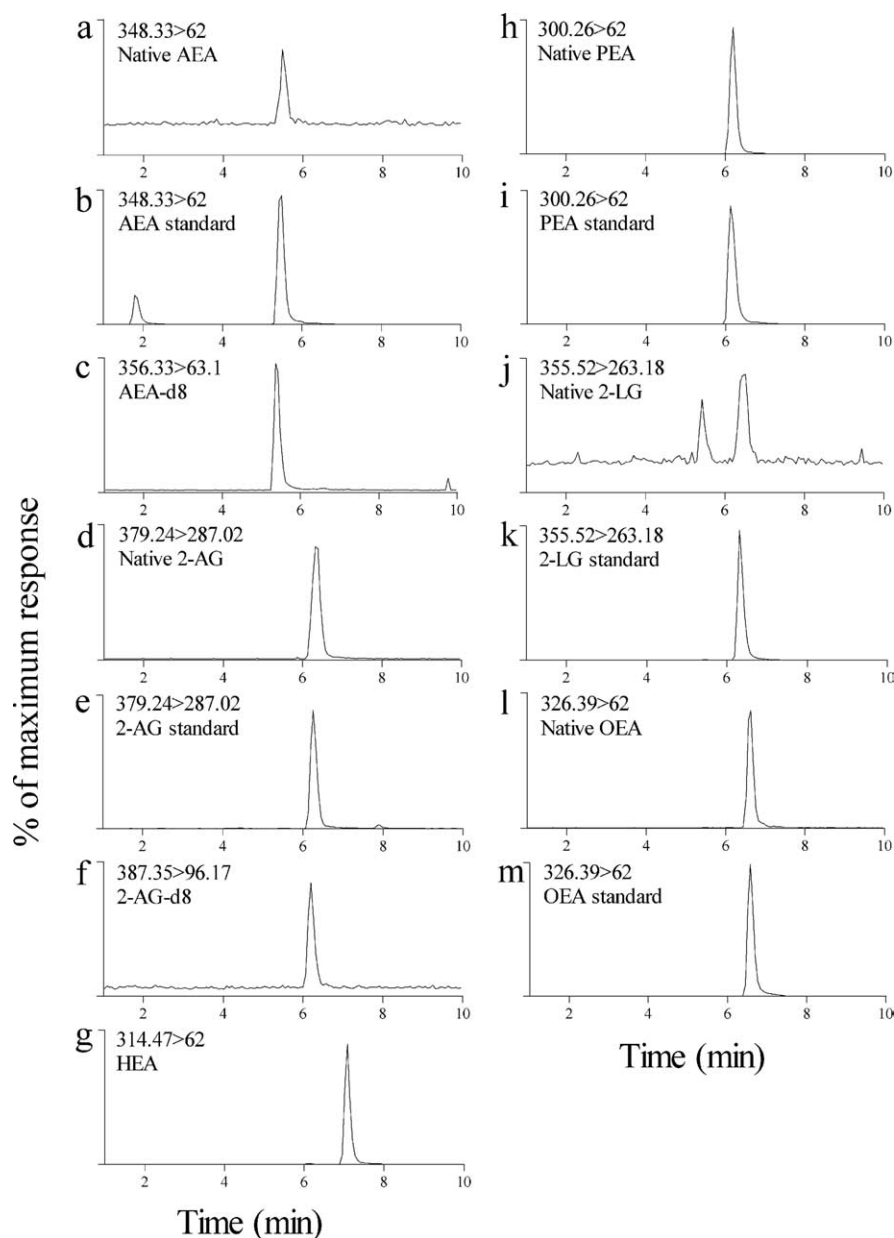 % of maximum response
a
348.33>62
Native AEA
2 4 6 8 10
b
348.33>62
AEA standard
2 4 6 8 10
c
356.33>63.1
AEA-d8
2 4 6 8 10
d
379.24>287.02
Native 2-AG
2 4 6 8 10
e
379.24>287.02
2-AG standard
2 4 6 8 10
f
387.35>96.17
2-AG-d8
2 4 6 8 10
g
314.47>62
HEA
2 4 6 8 10
Time (min)
h
300.26>62
Native PEA
2 4 6 8 10
i
300.26>62
PEA standard
2 4 6 8 10
j
355.52>263.18
Native 2-LG
2 4 6 8 10
k
355.52>263.18
2-LG standard
2 4 6 8 10
l
326.39>62
Native OEA
2 4 6 8 10
m
326.39>62
OEA standard
2 4 6 8 10
Time (min)